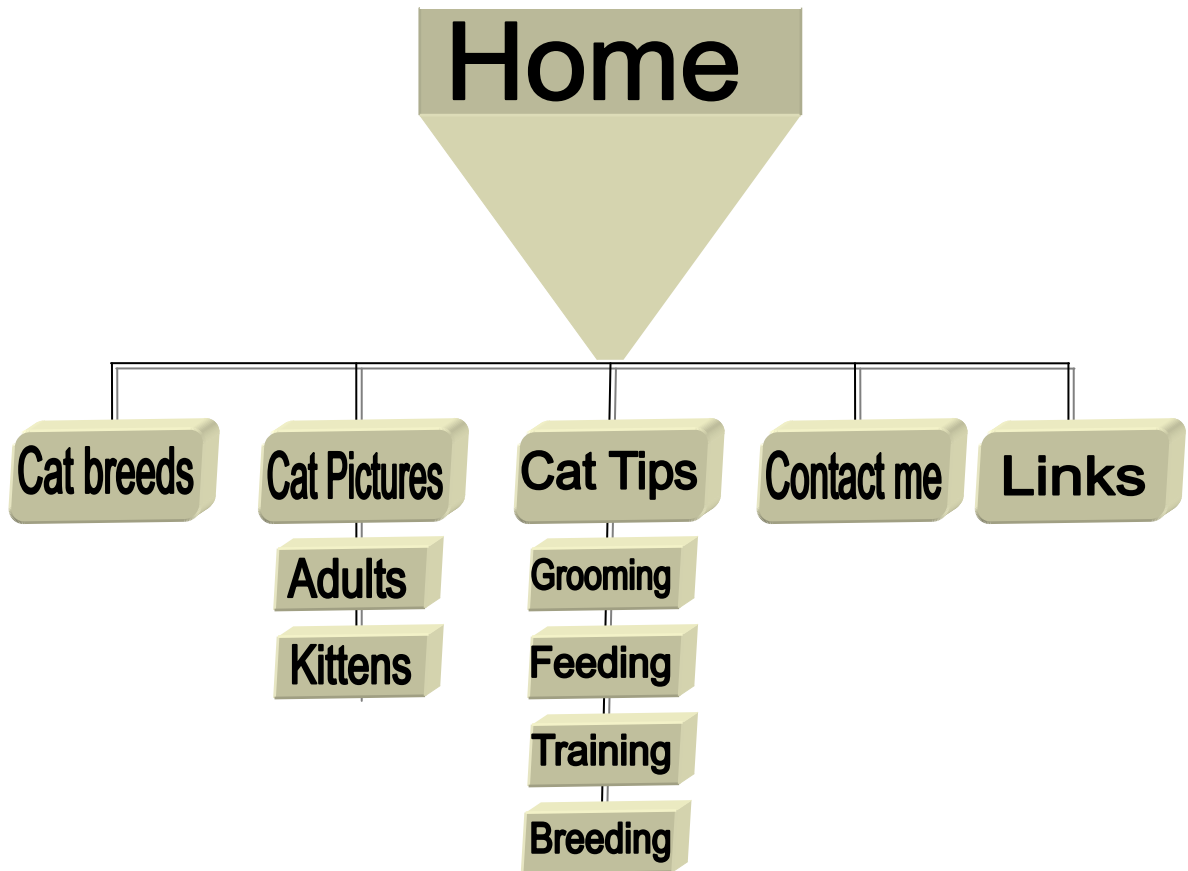 Home
Cat breeds
Cat Pictures
Cat Tips
Contact me
Links
Adults
Kittens
Grooming
Feeding
Training
Breeding